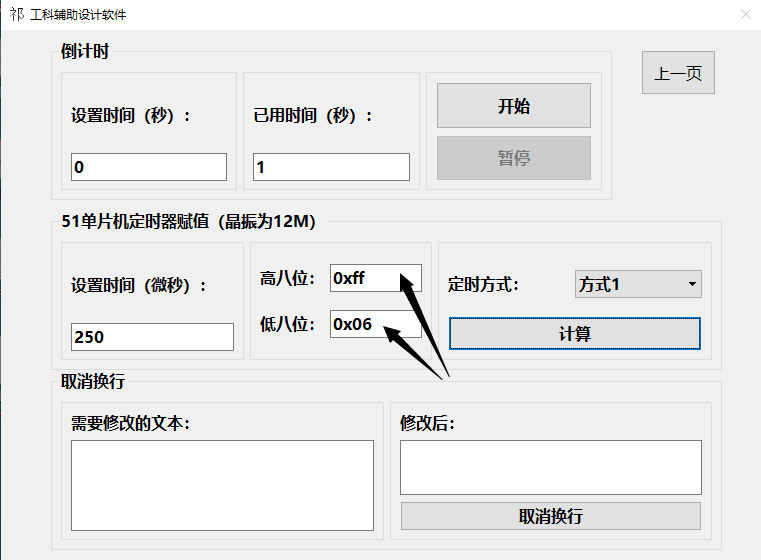 祁 工科辅助设计软件
倒计时
上一页
设置时间（秒）：
0
已用时间（秒）：
1
开始
暂停
51单片机定时器赋值（晶振为12M）
设置时间（微秒）：
250
高八位： 0xff
低八位： 0x06
定时方式： 方式1
计算
取消换行
需要修改的文本：
修改后：
取消换行